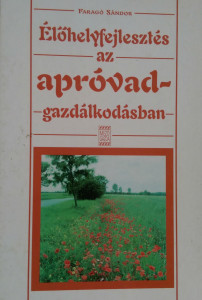 Faragó Sándor
Élőhelyfejlesztés
az
apróvad-
gazdálkodásban